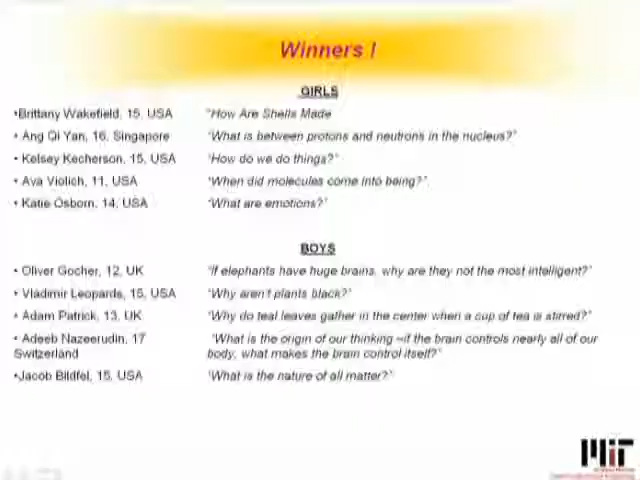 Winners !
GIRLS
•Brittany Wakefield, 15, USA "How Are Shells Made
• Ang Qi Yan, 16, Singapore "What is between protons and neutrons in the nucleus?"
• Kelsey Kecherson, 15, USA "How do we do things?"
• Ava Violich, 11, USA "When did molecules come into being?"
• Katie Osborn, 14, USA "What are emotions?"
BOYS
• Oliver Gocher, 12, UK "If elephants have huge brains, why are they not the most intelligent?"
• Vladimir Leopards, 15, USA "Why aren't plants black?"
• Adam Patrick, 13, UK "Why do teal leaves gather in the center when a cup of tea is stirred?"
• Adeeb Nazeerudin, 17 "What is the origin of our thinking –if the brain controls nearly all of our
Switzerland body, what makes the brain control itself?"
•Jacob Bildfel, 15, USA "What is the nature of all matter?"
MIT